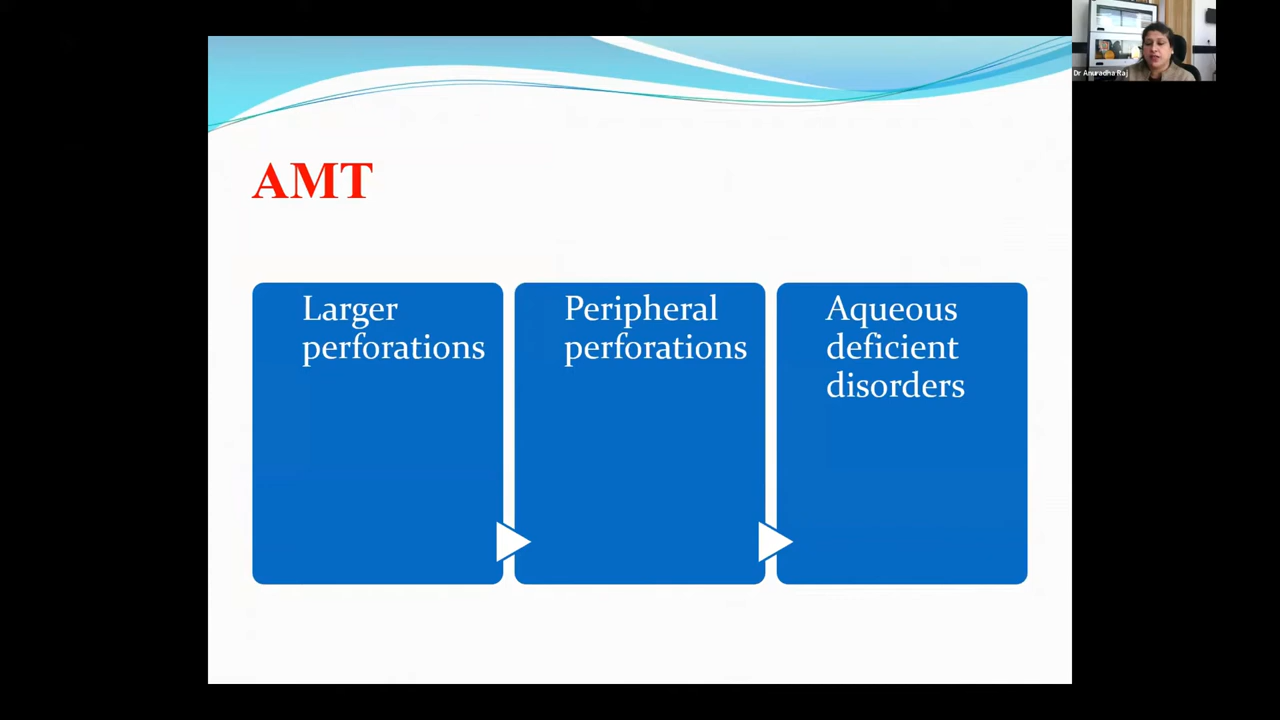 Dr Anuradha Raj
AMT
Larger
perforations
Peripheral
perforations
Aqueous
deficient
disorders